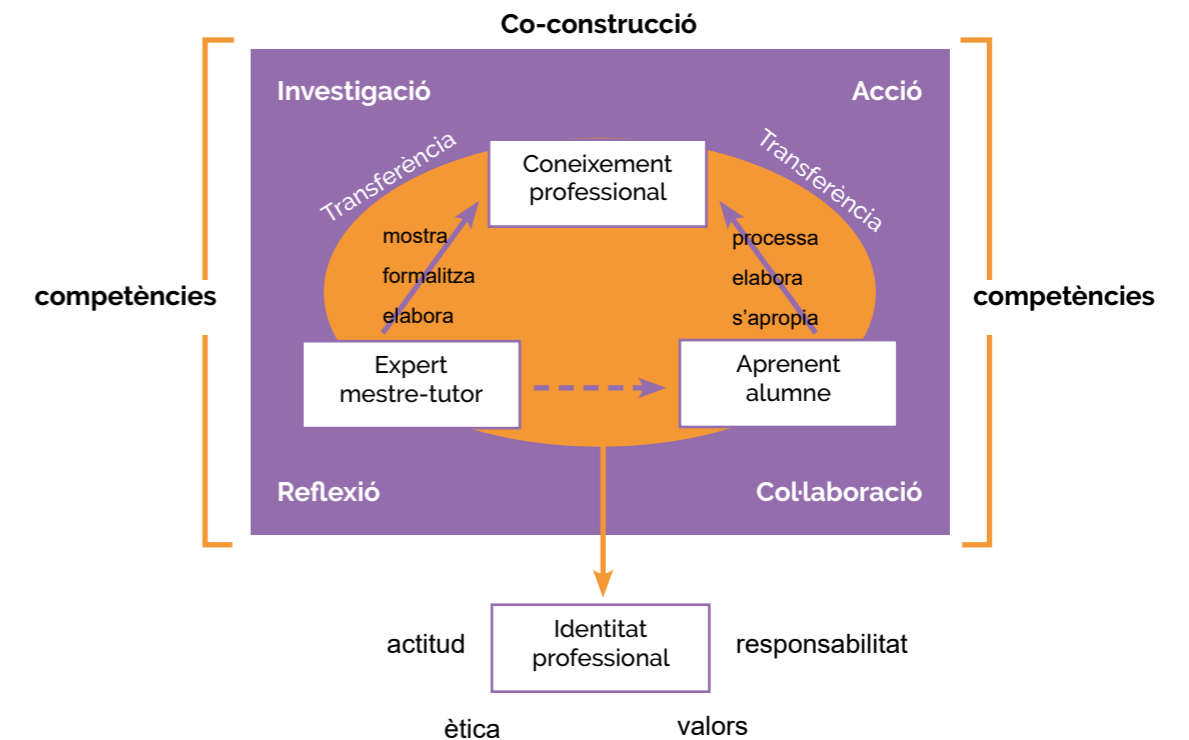 Co-construcció
Investigació
Acció
Transferència
Transferència
Coneixement
professional
mostra
formalitza
elabora
processa
elabora
s’apropia
competències
competències
Expert
mestre-tutor
Aprenent
alumne
Reflexió
Col·laboració
Identitat
professional
actitud
responsabilitat
ètica
valors